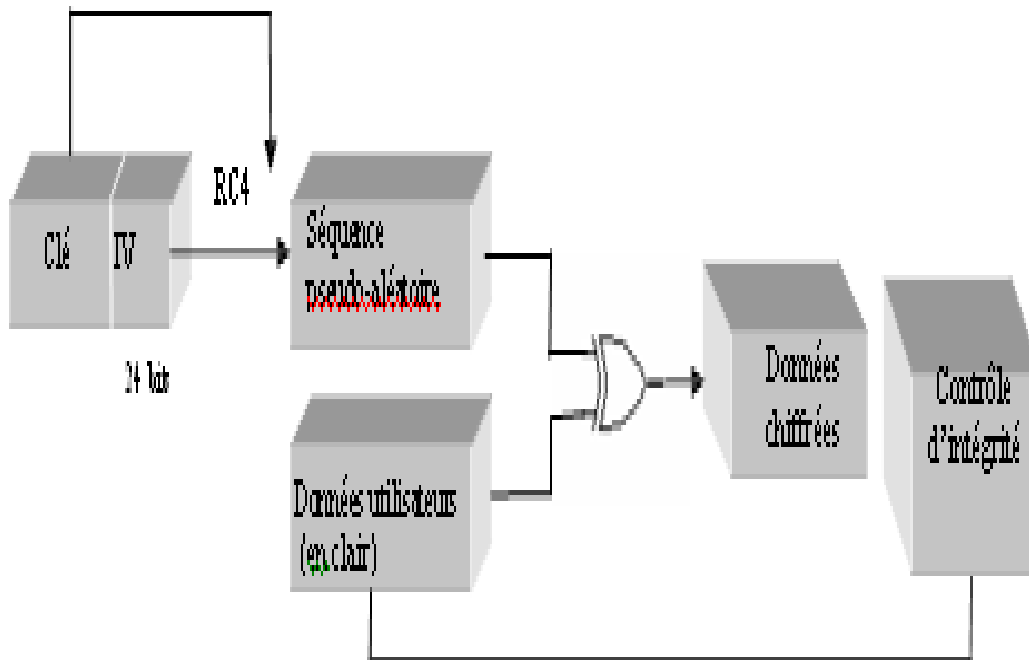 RC4
Clé
IV
Séquence
pseudo-aléatoire
24 bits
Données
chiffrées
Contrôle
d'intégrité
Données utilisateurs
(en clair)